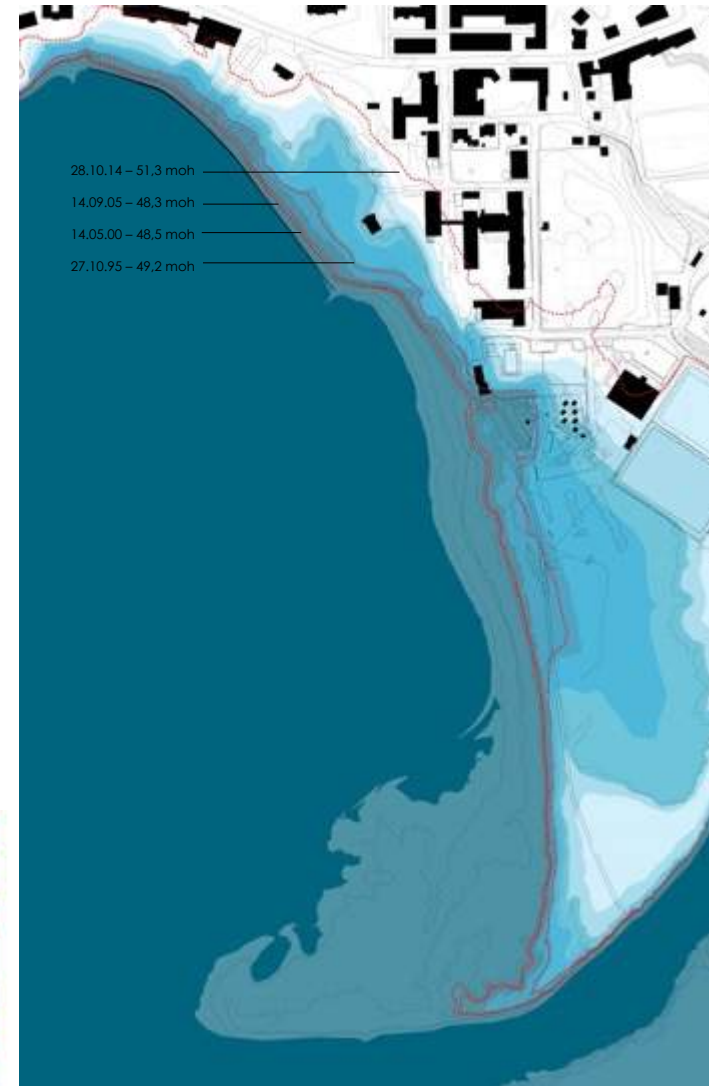 28.10.14 – 51,3 moh
14.09.05 – 48,3 moh
14.05.00 – 48,5 moh
27.10.95 – 49,2 moh